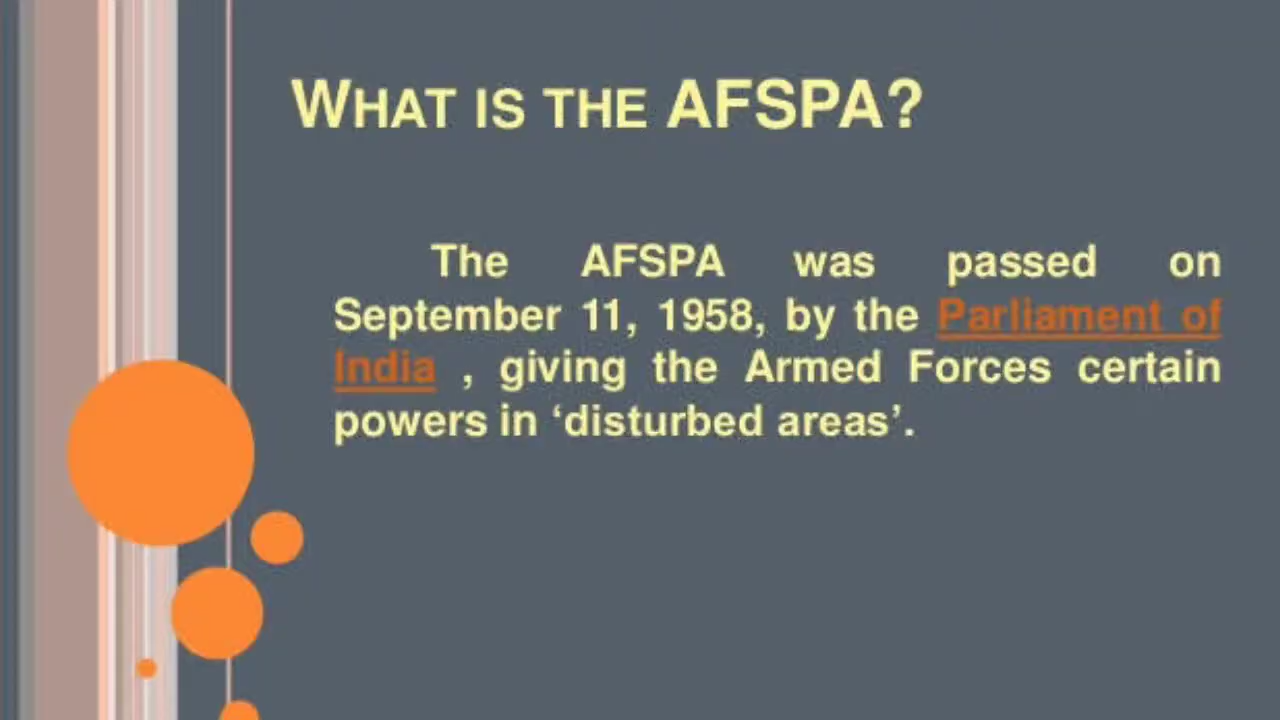 WHAT IS THE AFSPA?
The AFSPA was passed on
September 11, 1958, by the Parliament of
India , giving the Armed Forces certain
powers in ‘disturbed areas’.